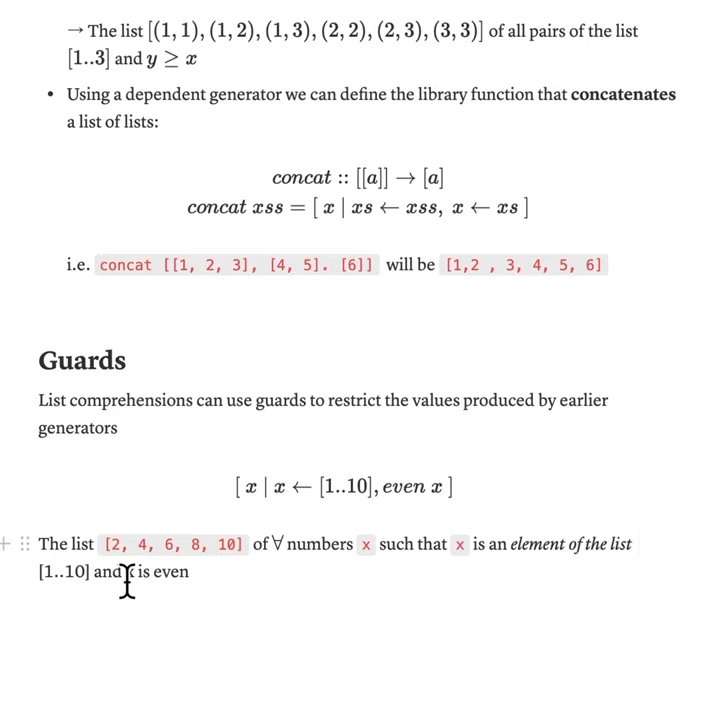 → The list [(1, 1), (1, 2), (1, 3), (2, 2), (2, 3), (3, 3)] of all pairs of the list
[1..3] and y ≥ x
• Using a dependent generator we can define the library function that concatenates
a list of lists:
concat :: [[a]] → [a]
concat xss = [ x | xs ← xss, x ← xs ]
i.e. concat [[1, 2, 3], [4, 5]. [6]] will be [1,2 , 3, 4, 5, 6]
Guards
List comprehensions can use guards to restrict the values produced by earlier
generators
[ x | x ← [1..10], even x ]
The list [2, 4, 6, 8, 10] of ∀ numbers x such that x is an element of the list
[1..10] and is even